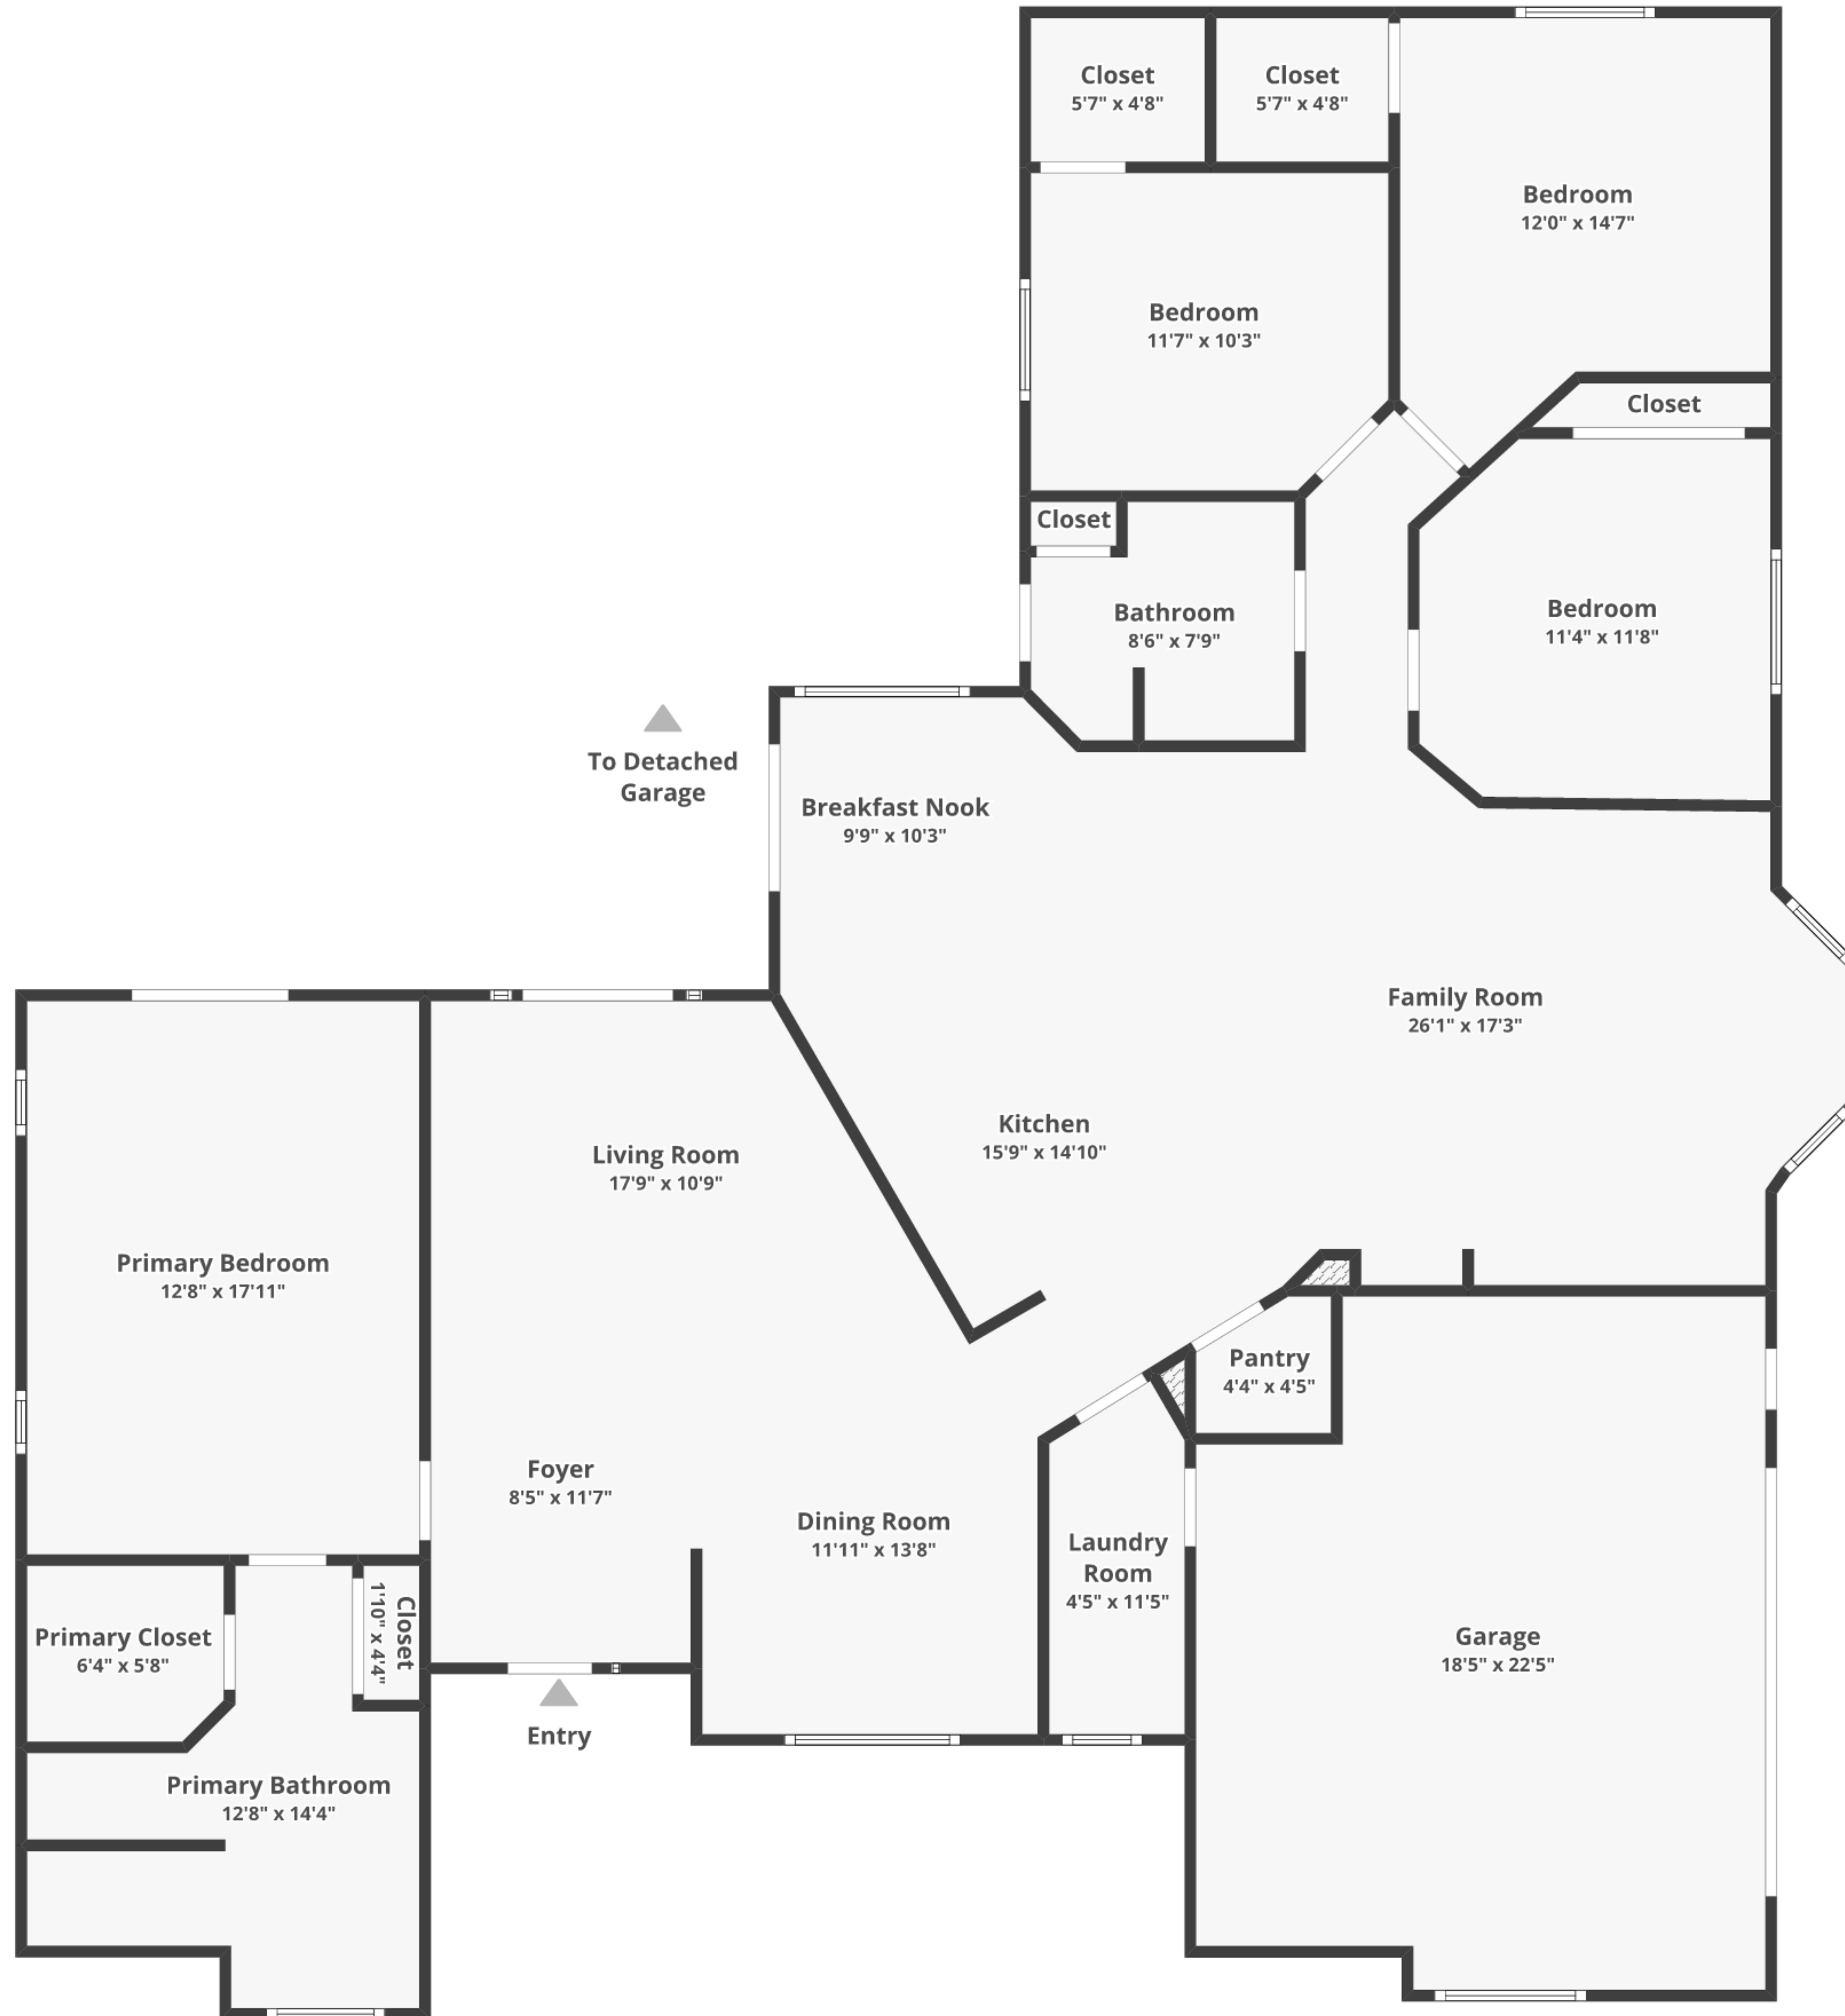 Closet
5'7" x 4'8"
Closet
5'7" x 4'8"
Bedroom
12'0" x 14'7"
Bedroom
11'7" x 10'3"
Closet
Closet
Bathroom
8'6" x 7'9"
Bedroom
11'4" x 11'8"
To Detached
Garage
Breakfast Nook
9'9" x 10'3"
Family Room
26'1" x 17'3"
Kitchen
15'9" x 14'10"
Living Room
17'9" x 10'9"
Primary Bedroom
12'8" x 17'11"
Pantry
4'4" x 4'5"
Foyer
8'5" x 11'7"
Dining Room
11'11" x 13'8"
Laundry
Room
4'5" x 11'5"
Primary Closet
6'4" x 5'8"
Closet
1'10" x 4'4"
Garage
18'5" x 22'5"
Entry
Primary Bathroom
12'8" x 14'4"